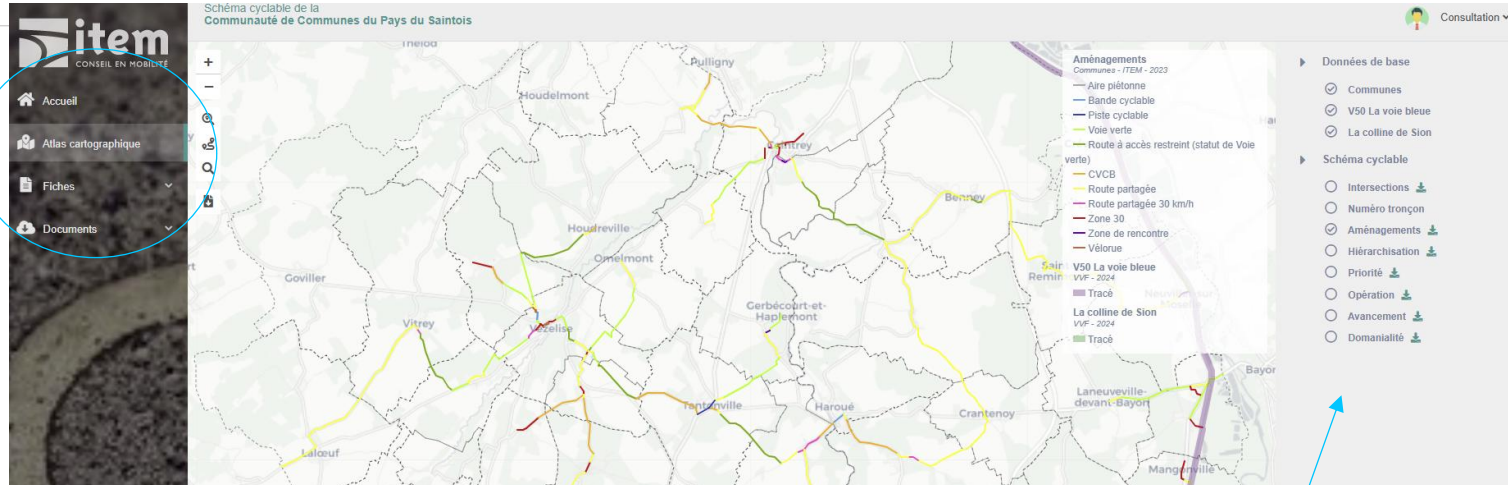 Schéma cyclable de la
Communauté de Communes du Pays du Saintois
Consultation
item
CONSEIL EN MOBILITÉ
Accueil
Atlas cartographique
Fiches
Documents
+
−
Thelod
Pulligny
Houdelmont
Benney
Houdreville
Omelmont
Goviller
Gerbécourt-et-
Haplemont
Vitrey
Vézelise
Tantonville
Haroué
Crantenoy
Laneuveville-
devant-Bayon
Lalœuf
Mangonville
Aménagements
Communes - ITEM - 2023
Aire piétonne
Bande cyclable
Piste cyclable
Voie verte
Route à accès restreint (statut de Voie
verte)
CVCB
Route partagée
Route partagée 30 km/h
Zone 30
Zone de rencontre
Vélorue
V50 La voie bleue
VVF - 2024
Tracé
La colline de Sion
VVF - 2024
Tracé
Données de base
Communes
V50 La voie bleue
La colline de Sion
Schéma cyclable
Intersections
Numéro tronçon
Aménagements
Hiérarchisation
Priorité
Opération
Avancement
Domanialité